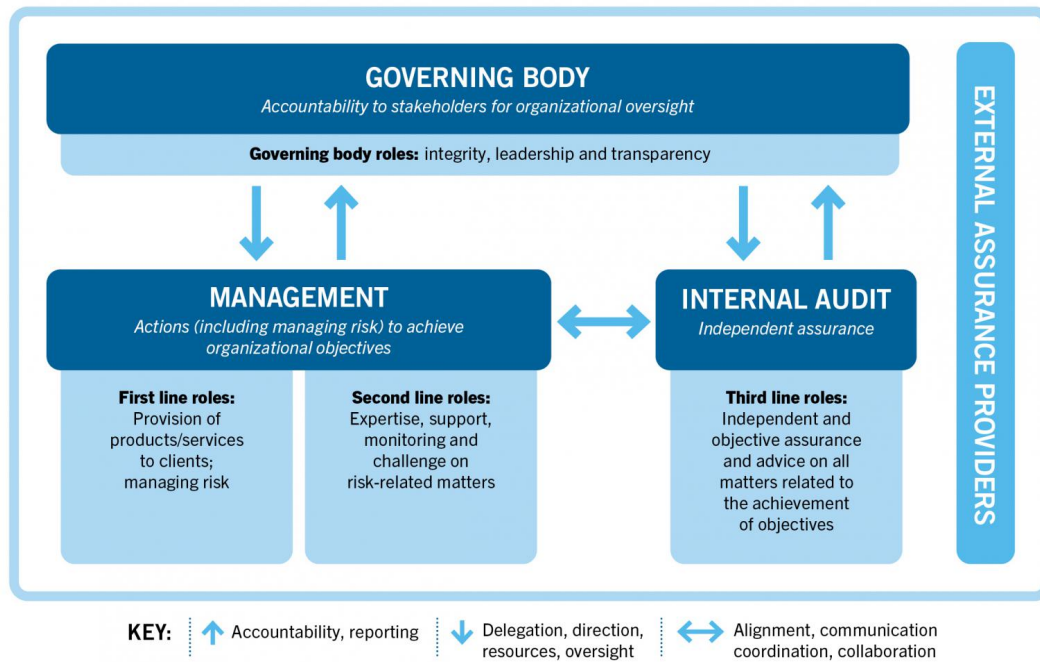 GOVERNING BODY
Accountability to stakeholders for organizational oversight
Governing body roles: integrity, leadership and transparency
MANAGEMENT
Actions (including managing risk) to achieve
organizational objectives
First line roles:
Provision of
products/services
to clients;
managing risk
Second line roles:
Expertise, support,
monitoring and
challenge on
risk-related matters
INTERNAL AUDIT
Independent assurance
Third line roles:
Independent and
objective assurance
and advice on all
matters related to
the achievement
of objectives
EXTERNAL ASSURANCE PROVIDERS
KEY:
Accountability, reporting
Delegation, direction,
resources, oversight
Alignment, communication
coordination, collaboration